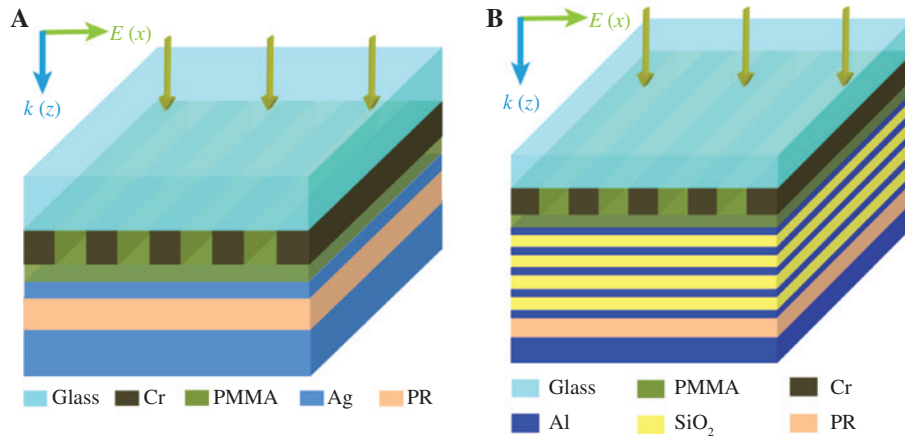 A
E (x)
k (z)
Glass Cr PMMA Ag PR
B
E (x)
k (z)
Glass PMMA Cr
Al SiO₂ PR